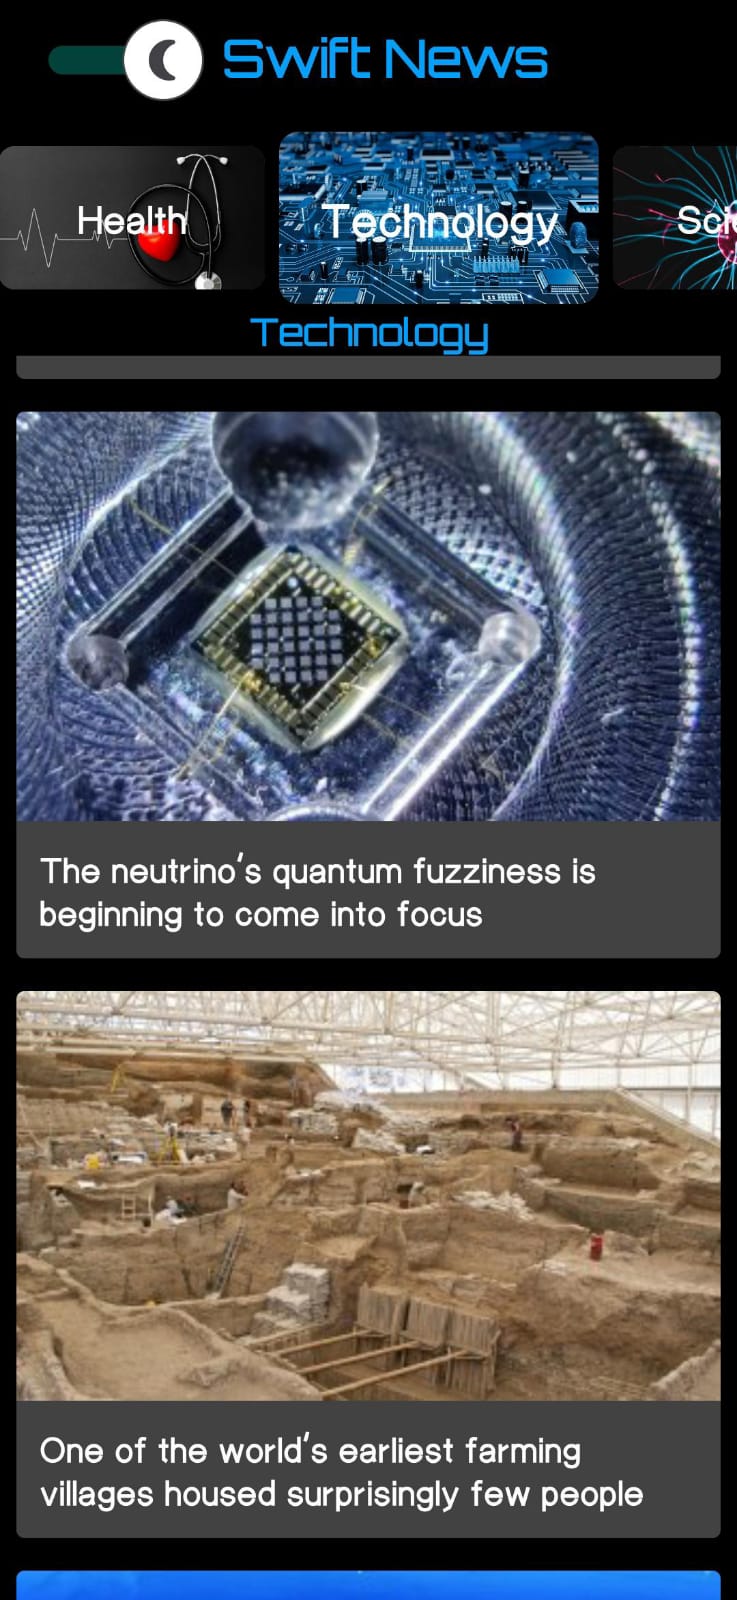 Swift News
Health
Technology
Technology
The neutrino's quantum fuzziness is
beginning to come into focus
One of the world's earliest farming
villages housed surprisingly few people